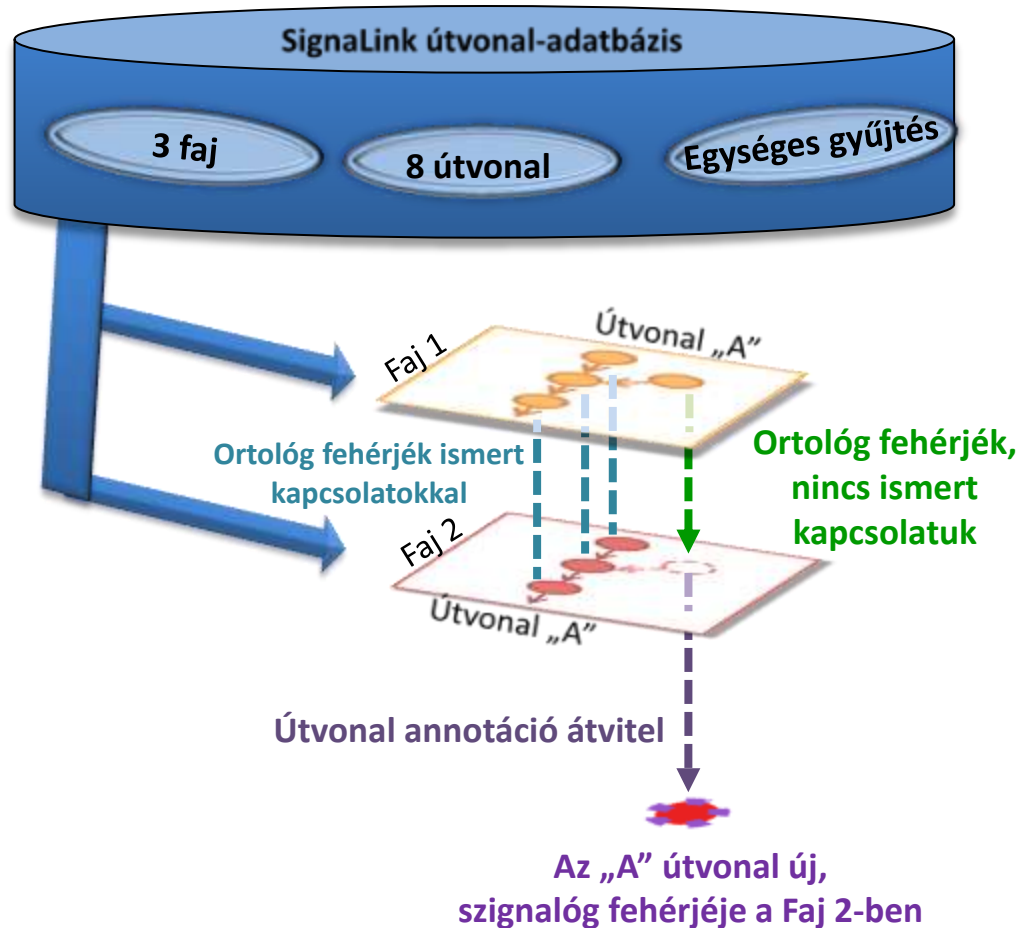 SignaLink útvonal-adatbázis
3 faj
8 útvonal
Egységes gyűjtés
Útvonal „A”
Faj 1
Ortológ fehérjék ismert
kapcsolatokkal
Ortológ fehérjék,
nincs ismert
kapcsolatuk
Faj 2
Útvonal „A”
Útvonal annotáció átvitel
Az „A” útvonal új,
szignalóg fehérjéje a Faj 2-ben